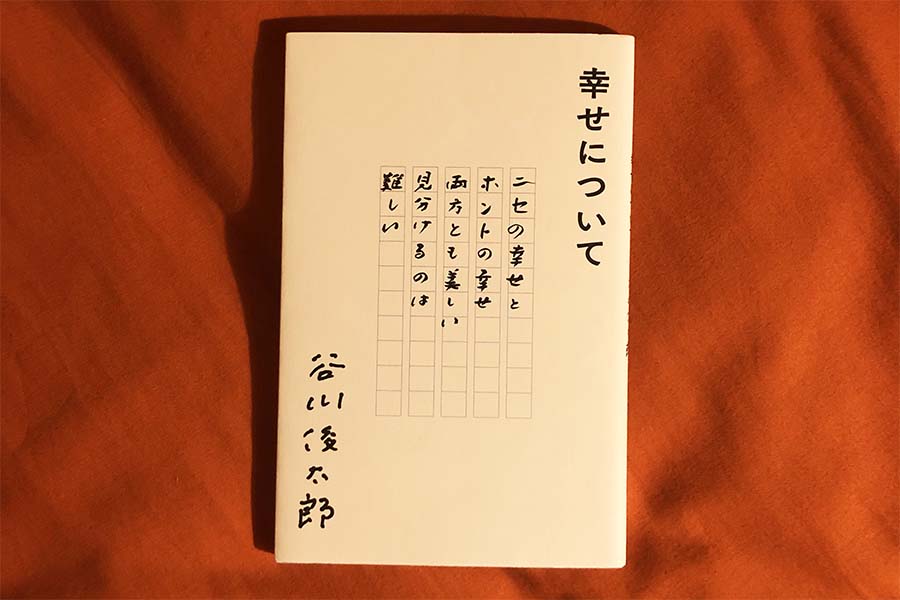 幸せについて
ニセの幸せと
ホントの幸せ
両方とも美しい
見分けるのは
難しい
谷川俊太郎